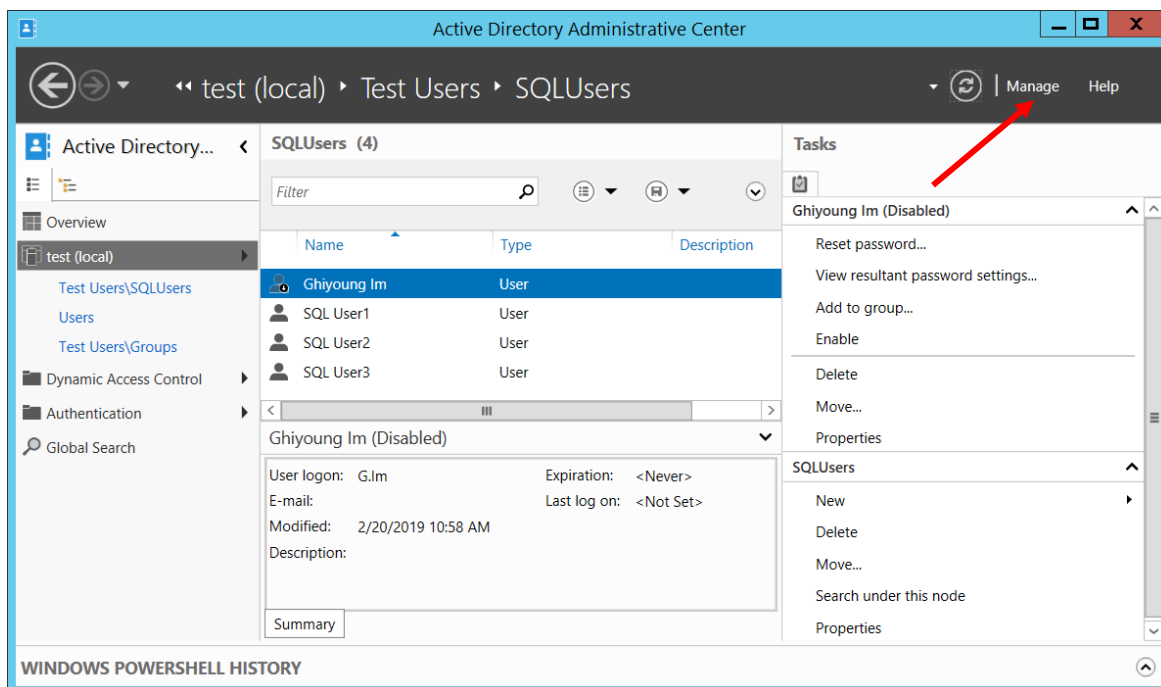 Active Directory Administrative Center
test (local) Test Users SQLUsers
Manage Help
Active Directory...
Overview
test (local)
Test Users\SQLUsers
Users
Test Users\Groups
Dynamic Access Control
Authentication
Global Search
SQLUsers (4)
Filter
Name Type Description
Ghiyoung Im User
SQL User1 User
SQL User2 User
SQL User3 User
Ghiyoung Im (Disabled)
User logon: G.Im Expiration: <Never>
E-mail: Last log on: <Not Set>
Modified: 2/20/2019 10:58 AM
Description:
Summary
Tasks
Ghiyoung Im (Disabled)
Reset password...
View resultant password settings...
Add to group...
Enable
Delete
Move...
Properties
SQLUsers
New
Delete
Move...
Search under this node
Properties
WINDOWS POWERSHELL HISTORY